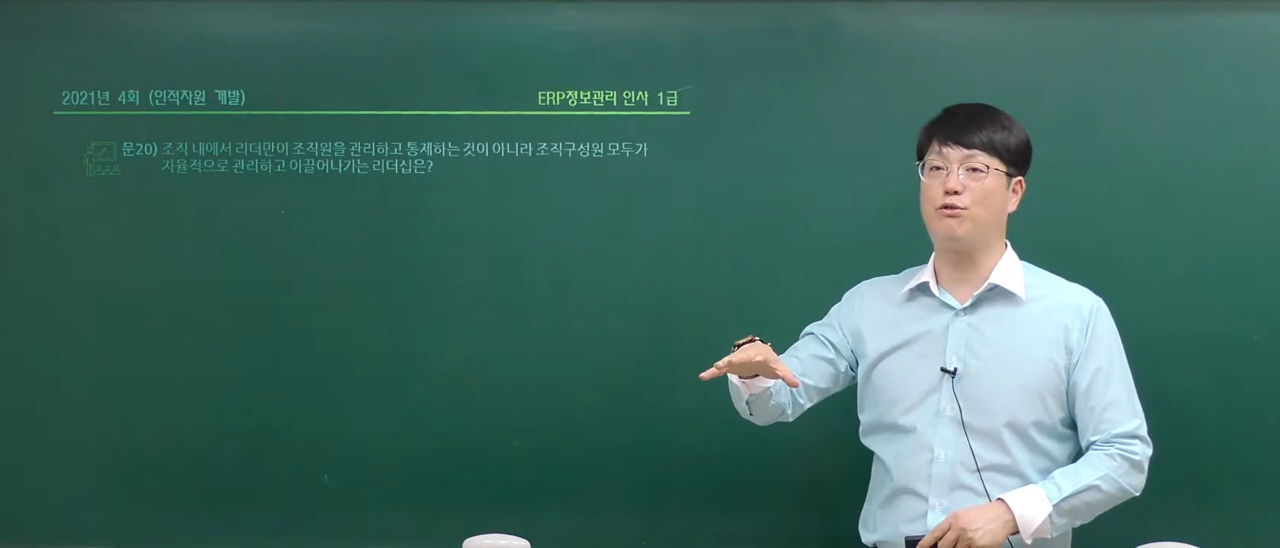 2021년 4회 (인적자원 개발)
ERP정보관리 인사 1급
문20) 조직 내에서 리더만이 조직원을 관리하고 통제하는 것이 아니라 조직구성원 모두가
자율적으로 관리하고 이끌어나가는 리더십은?